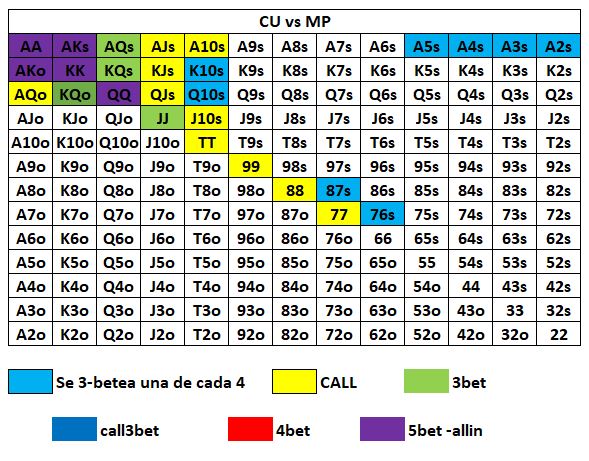 CU vs MP
AA AKs AQs AJs A10s A9s A8s A7s A6s A5s A4s A3s A2s
AKo KK KQs KJs K10s K9s K8s K7s K6s K5s K4s K3s K2s
AQo KQo QQ QJs Q10s Q9s Q8s Q7s Q6s Q5s Q4s Q3s Q2s
AJo KJo QJo JJ J10s J9s J8s J7s J6s J5s J4s J3s J2s
A10o K10o Q10o J10o TT T9s T8s T7s T6s T5s T4s T3s T2s
A9o K9o Q9o J9o T9o 99 98s 97s 96s 95s 94s 93s 92s
A8o K8o Q8o J8o T8o 98o 88 87s 86s 85s 84s 83s 82s
A7o K7o Q7o J7o T7o 97o 87o 77 76s 75s 74s 73s 72s
A6o K6o Q6o J6o T6o 96o 86o 76o 66 65s 64s 63s 62s
A5o K5o Q5o J5o T5o 95o 85o 75o 65o 55 54s 53s 52s
A4o K4o Q4o J4o T4o 94o 84o 74o 64o 54o 44 43s 42s
A3o K3o Q3o J3o T3o 93o 83o 73o 63o 53o 43o 33 32s
A2o K2o Q2o J2o T2o 92o 82o 72o 62o 52o 42o 32o 22
Se 3-betea una de cada 4 CALL 3bet
call3bet 4bet 5bet -allin